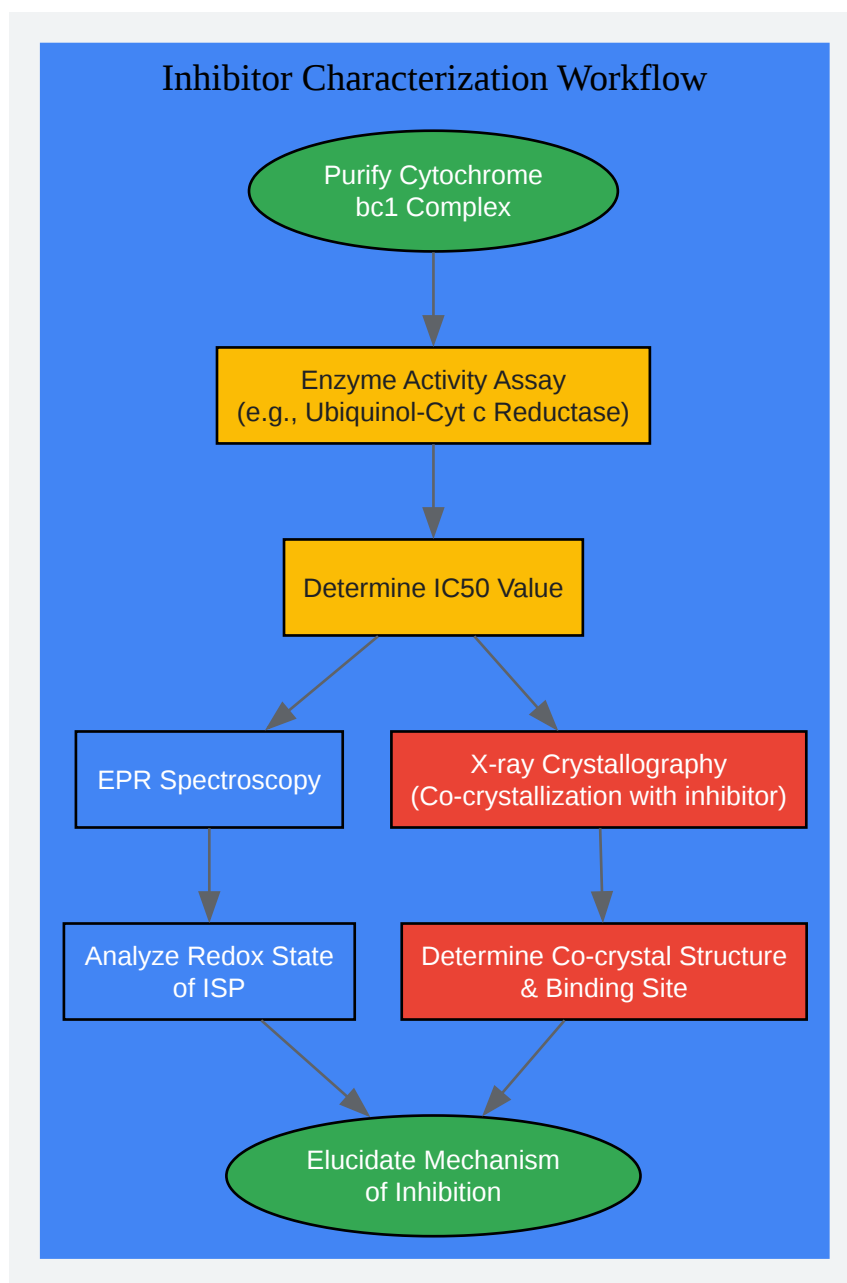 Inhibitor Characterization Workflow
Purify Cytochrome
bc1 Complex
Enzyme Activity Assay
(e.g., Ubiquinol-Cyt c Reductase)
Determine IC50 Value
EPR Spectroscopy
X-ray Crystallography
(Co-crystallization with inhibitor)
Analyze Redox State
of ISP
Determine Co-crystal Structure
& Binding Site
Elucidate Mechanism
of Inhibition